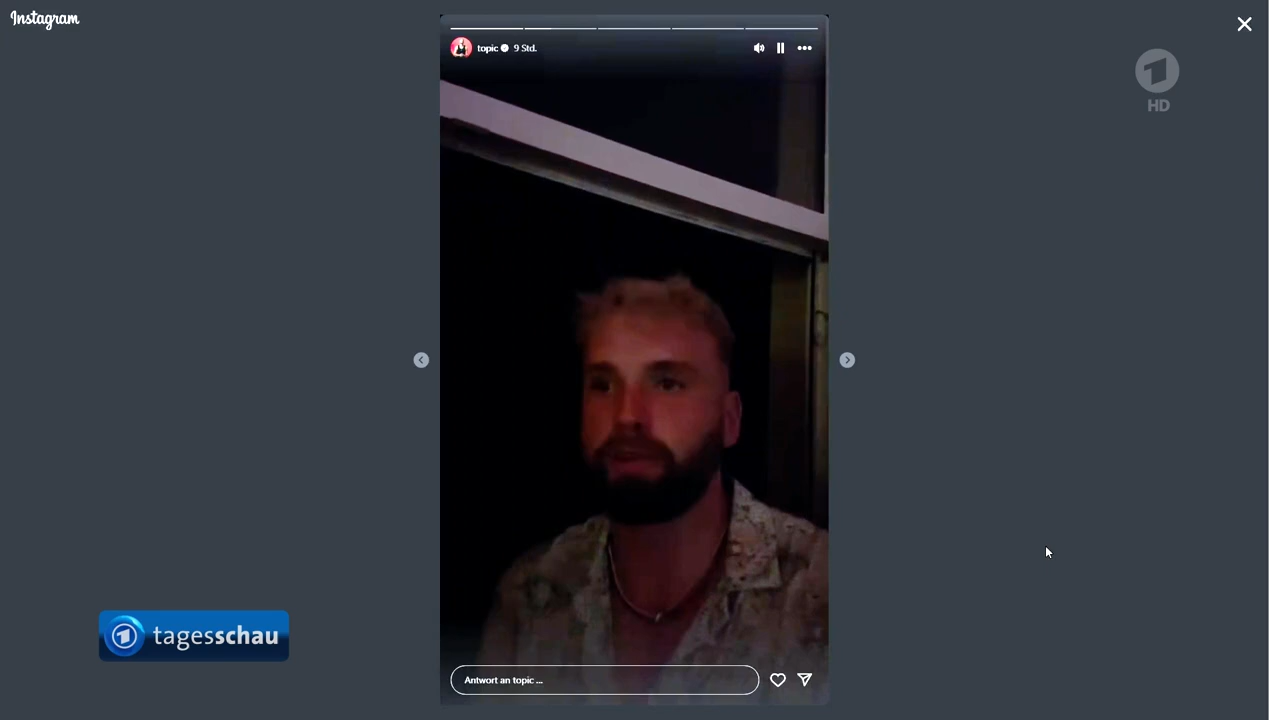 Instagram
topic 9 Std.
HD
tagesschau
Antwort an topic ...